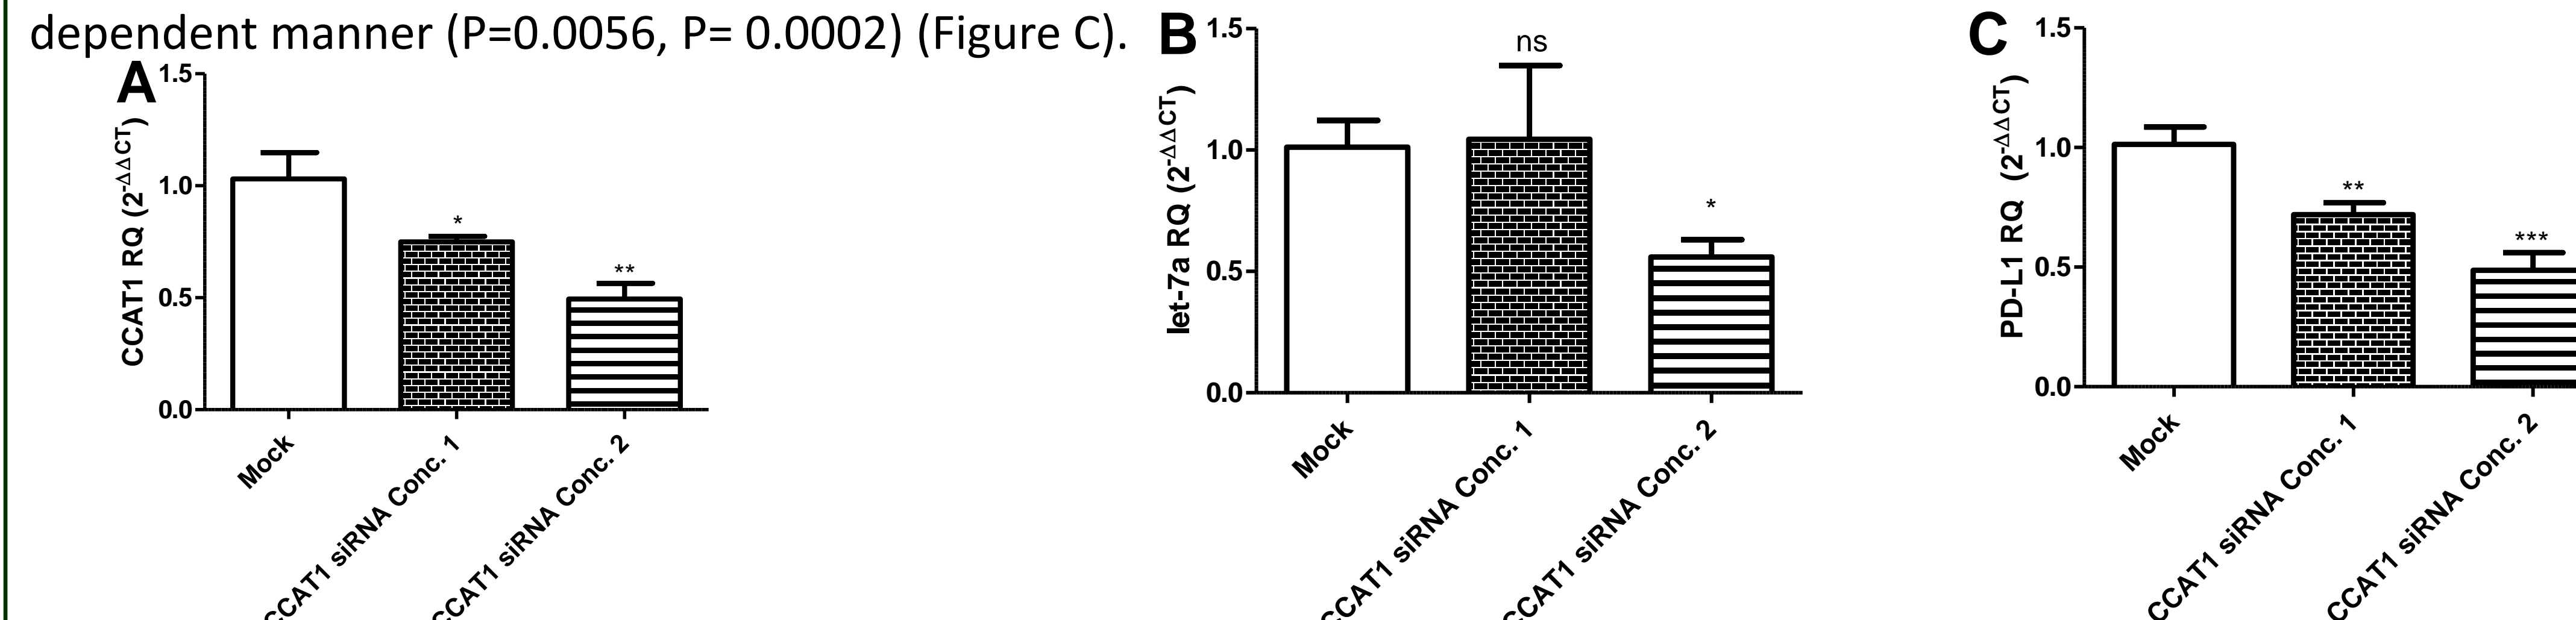 dependent manner (P=0.0056, P= 0.0002) (Figure C).
A
CCAT1 RQ (2-ΔΔCT)
1.5
1.0
0.5
0.0
*
**
Mock
CCAT1 siRNA Conc. 1
CCAT1 siRNA Conc. 2
B
let-7a RQ (2-ΔΔCT)
1.5
1.0
0.5
0.0
ns
*
Mock
CCAT1 siRNA Conc. 1
CCAT1 siRNA Conc. 2
C
PD-L1 RQ (2-ΔΔCT)
1.5
1.0
0.5
0.0
**
***
Mock
CCAT1 siRNA Conc. 1
CCAT1 siRNA Conc. 2